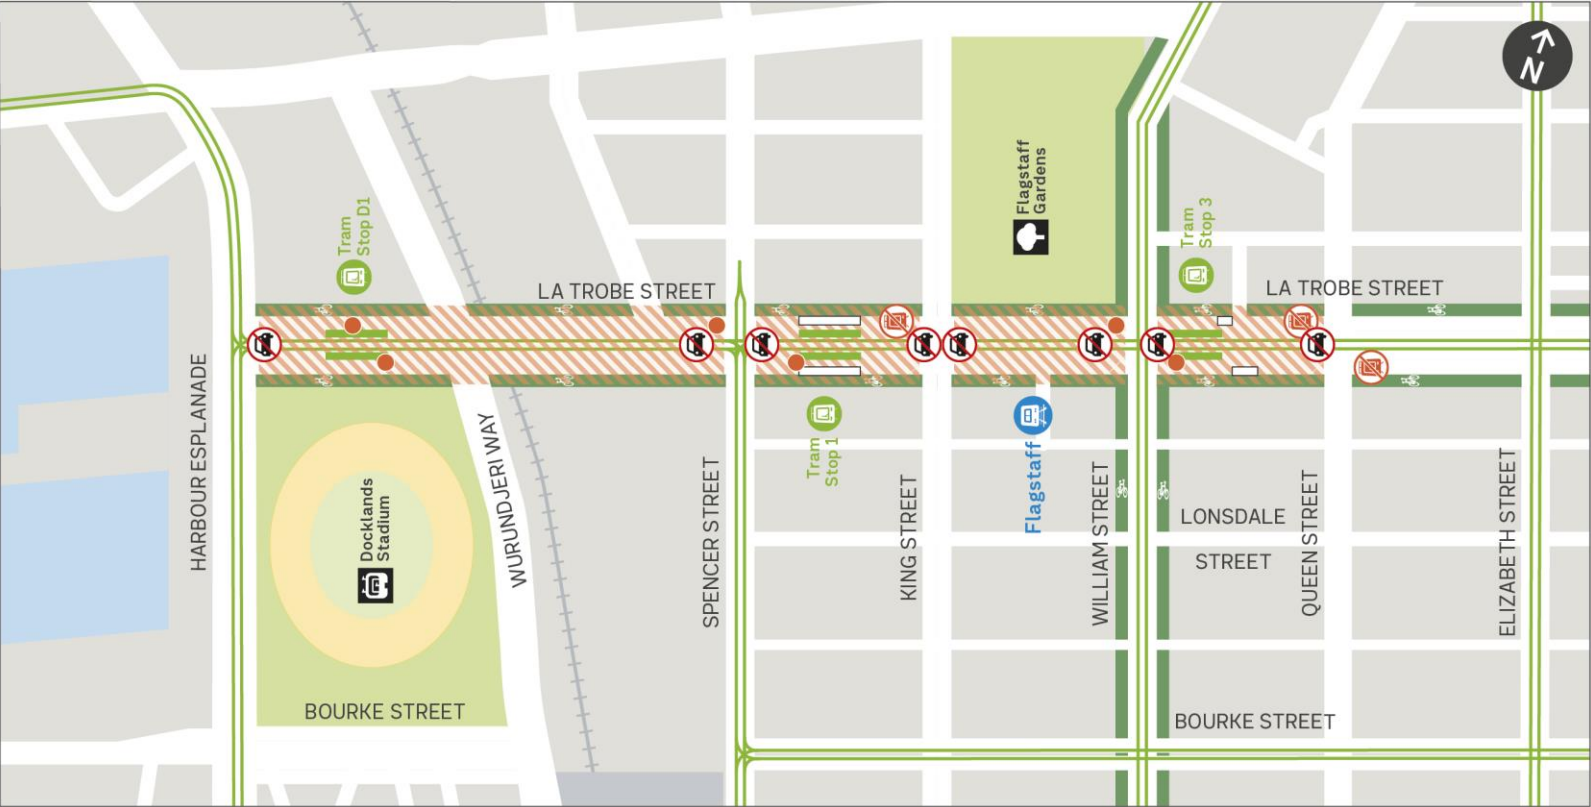 N
Flagstaff
Gardens
Tram
Stop D1
Tram
Stop 3
LA TROBE STREET
LA TROBE STREET
HARBOUR ESPLANADE
Docklands
Stadium
WURUNDJERI WAY
SPENCER STREET
Tram
Stop 1
KING STREET
Flagstaff
WILLIAM STREET
LONSDALE
STREET
QUEEN STREET
ELIZABETH STREET
BOURKE STREET
BOURKE STREET